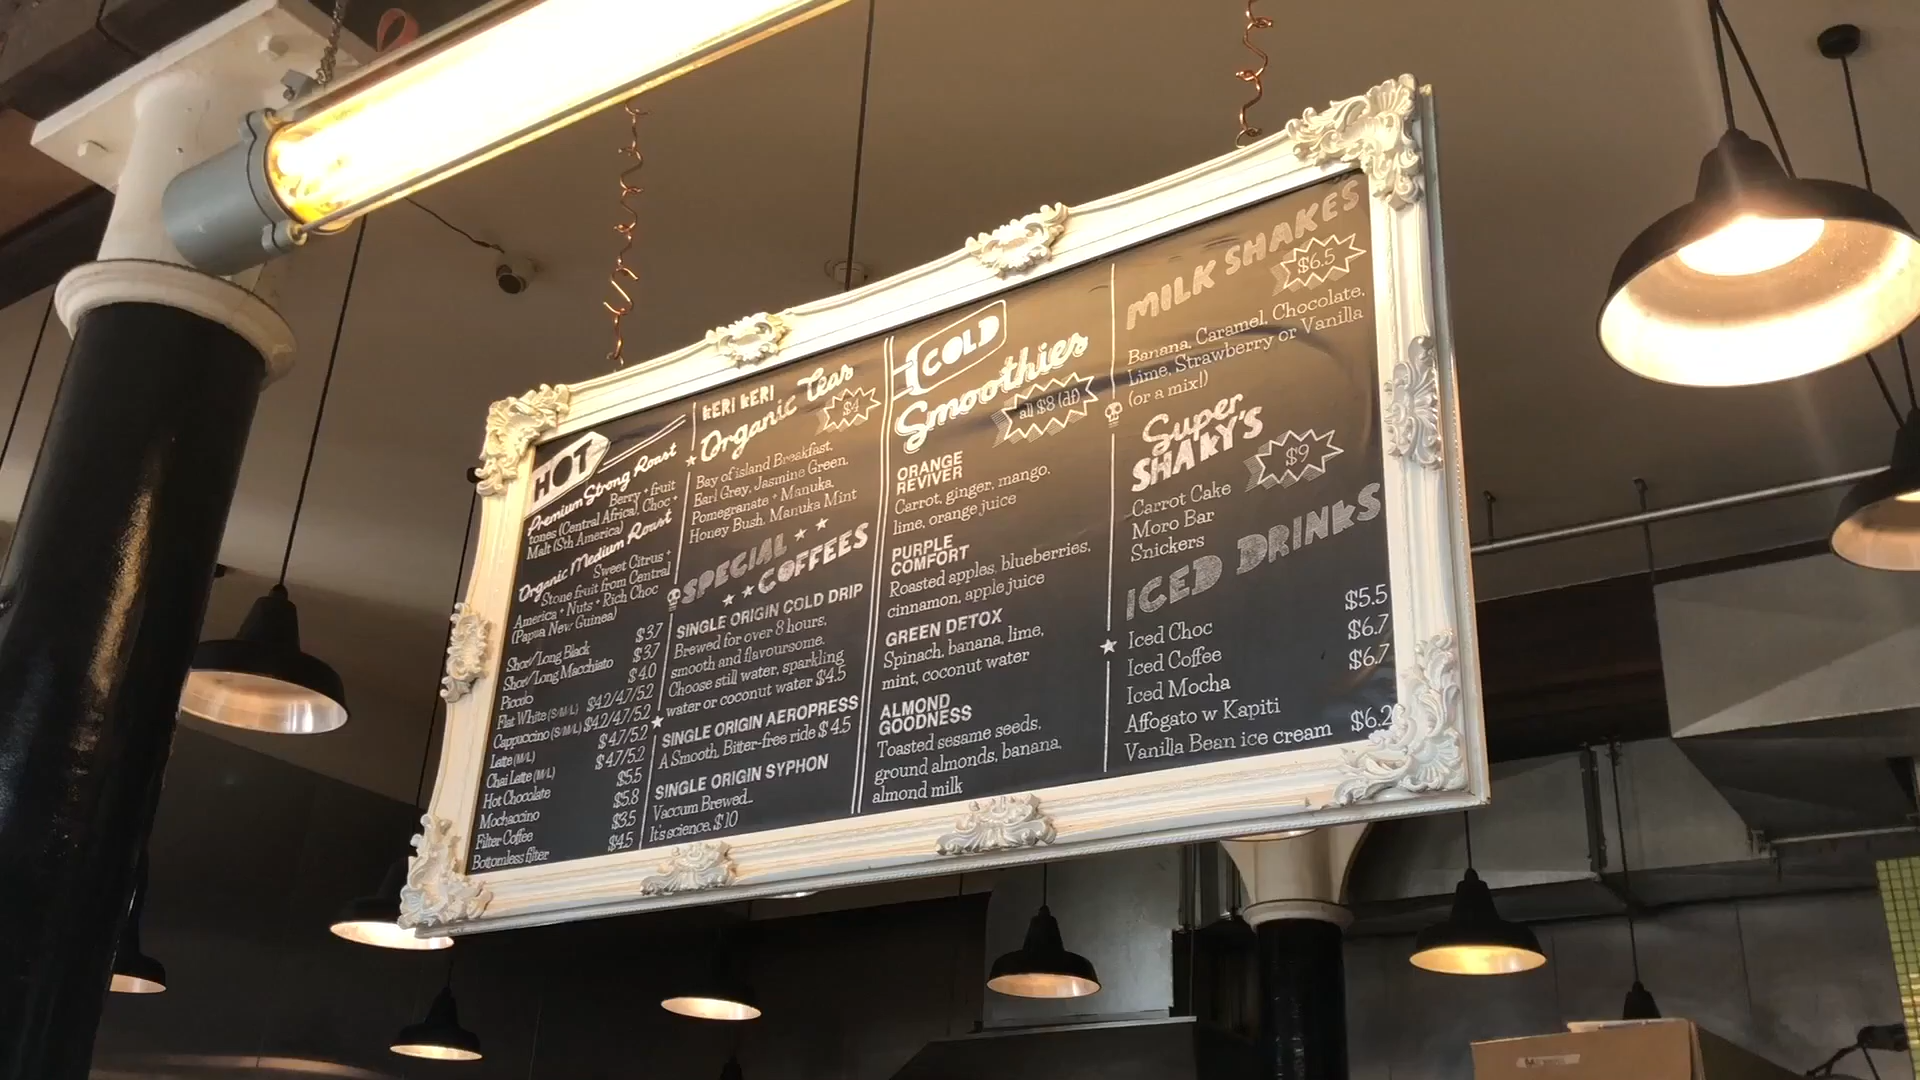 HOT
Premium Strong Roast
Berry + fruit
tones (Central Africa), Choc +
Malt (Sth America)
Organic Medium Roast
Sweet Citrus +
Stone fruit from Central
America + Nuts + Rich Choc
(Papua New Guinea)
Short/Long Black $3.7
Short/Long Macchiato $3.7
Piccolo $4.0
Flat White (S/M/L) $4.2/4.7/5.2
Cappuccino (S/M/L) $4.2/4.7/5.2
Latte (M/L) $4.7/5.2
Chai Latte (M/L) $4.7/5.2
Hot Chocolate $5.5
Mochaccino $5.8
Filter Coffee $3.5
Bottomless filter $4.5
KERI KERI
Organic Teas
$4
Bay of island Breakfast,
Earl Grey, Jasmine Green,
Pomegranate + Manuka,
Honey Bush, Manuka Mint
SPECIAL
COFFEES
SINGLE ORIGIN COLD DRIP
Brewed for over 8 hours,
smooth and flavoursome.
Choose still water, sparkling
water or coconut water $4.5
SINGLE ORIGIN AEROPRESS
A Smooth, Bitter-free ride $4.5
SINGLE ORIGIN SYPHON
Vaccum Brewed...
It's science. $10
COLD
Smoothies
all $8 (df)
ORANGE
REVIVER
Carrot, ginger, mango,
lime, orange juice
PURPLE
COMFORT
Roasted apples, blueberries,
cinnamon, apple juice
GREEN DETOX
Spinach, banana, lime,
mint, coconut water
ALMOND
GOODNESS
Toasted sesame seeds,
ground almonds, banana,
almond milk
MILK SHAKES
$6.5
Banana, Caramel, Chocolate,
Lime, Strawberry or Vanilla
(or a mix!)
Super
SHAKY'S
$9
Carrot Cake
Moro Bar
Snickers
ICED DRINKS
Iced Choc $5.5
Iced Coffee $6.7
Iced Mocha $6.7
Affogato w Kapiti
Vanilla Bean ice cream $6.2